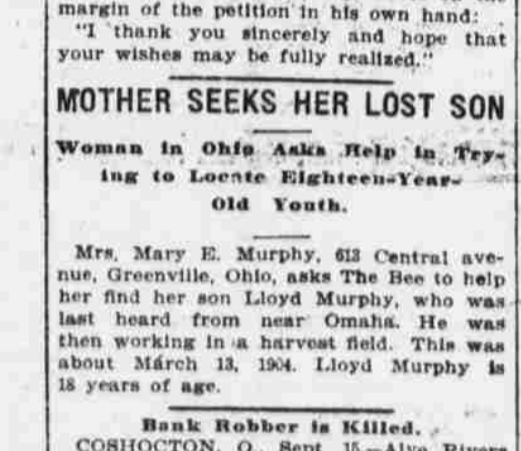 margin of the petition in his own hand:
"I thank you sincerely and hope that
your wishes may be fully realized."
MOTHER SEEKS HER LOST SON
Woman in Ohio Asks Help in Try-
ing to Locate Eighteen-Year-
Old Youth.
Mrs. Mary E. Murphy, 613 Central ave-
nue, Greenville, Ohio, asks The Bee to help
her find her son Lloyd Murphy, who was
last heard from near Omaha. He was
then working in a harvest field. This was
about March 13, 1904. Lloyd Murphy is
18 years of age.
Bank Robber is Killed.
COSHOCTON, O., Sept. 15.—Alva Rivers